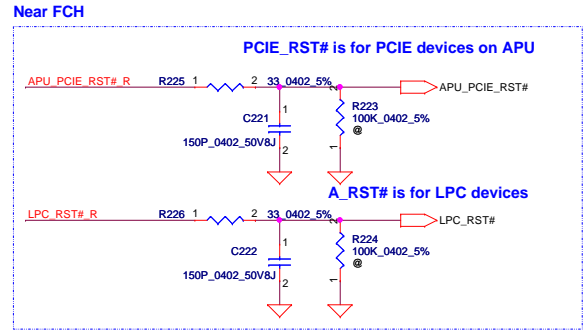 Near FCH
PCIE_RST# is for PCIE devices on APU
APU_PCIE_RST#_R R225 1 2 33_0402_5% 2 APU_PCIE_RST#
1 R223
C221 100K_0402_5%
@
150P_0402_50V8J
2 1
A_RST# is for LPC devices
LPC_RST#_R R226 1 2 33_0402_5% 2 LPC_RST#
1 R224
C222 100K_0402_5%
@
150P_0402_50V8J
2 1